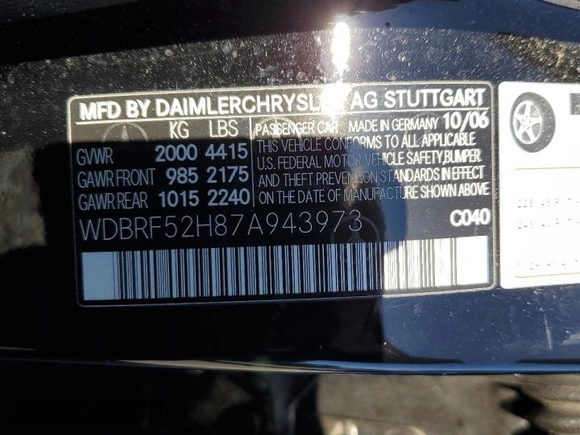 MFD BY DAIMLERCHRYSLER AG STUTTGART
KG LBS PASSENGER CAR MADE IN GERMANY 10/06
GVWR 2000 4415
GAWR FRONT 985 2175
GAWR REAR 1015 2240
THIS VEHICLE CONFORMS TO ALL APPLICABLE
U.S. FEDERAL MOTOR VEHICLE SAFETY, BUMPER,
AND THEFT PREVENTION STANDARDS IN EFFECT
ON THE DATE OF MANUFACTURE SHOWN ABOVE.
WDBRF52H87A943973 C040